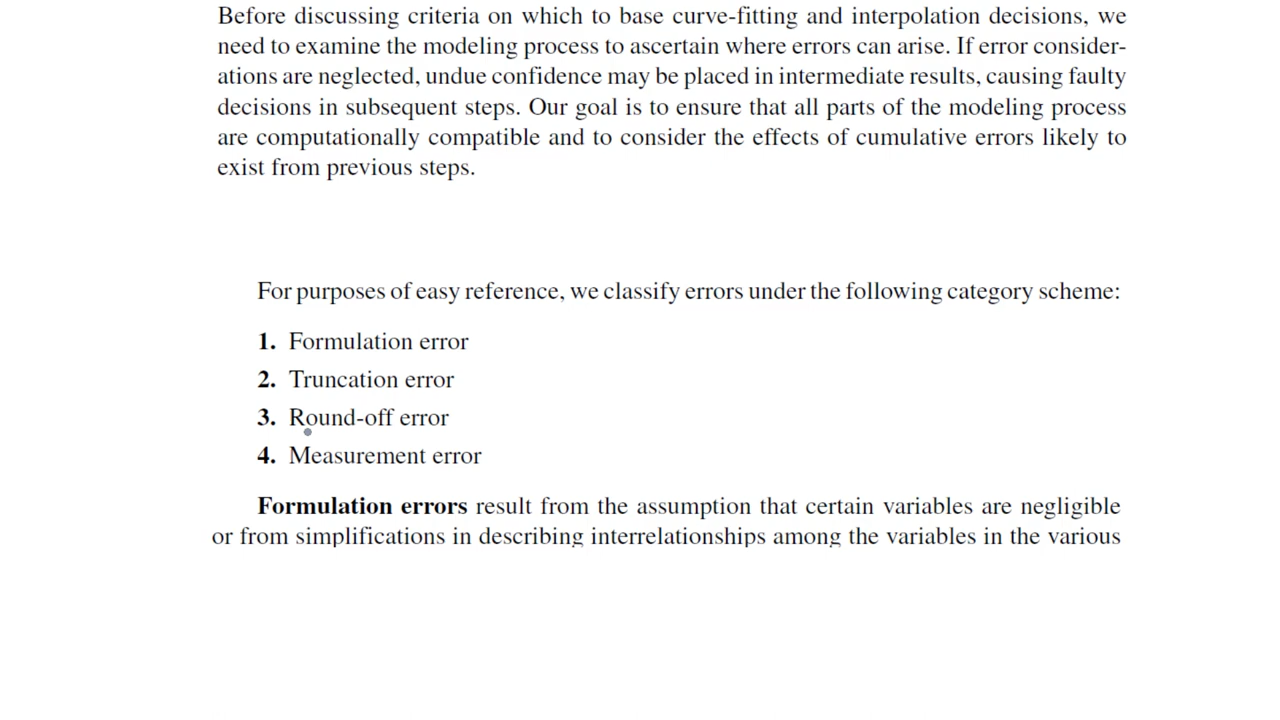 Before discussing criteria on which to base curve-fitting and interpolation decisions, we
need to examine the modeling process to ascertain where errors can arise. If error consider-
ations are neglected, undue confidence may be placed in intermediate results, causing faulty
decisions in subsequent steps. Our goal is to ensure that all parts of the modeling process
are computationally compatible and to consider the effects of cumulative errors likely to
exist from previous steps.
For purposes of easy reference, we classify errors under the following category scheme:
1. Formulation error
2. Truncation error
3. Round-off error
4. Measurement error
Formulation errors result from the assumption that certain variables are negligible
or from simplifications in describing interrelationships among the variables in the various